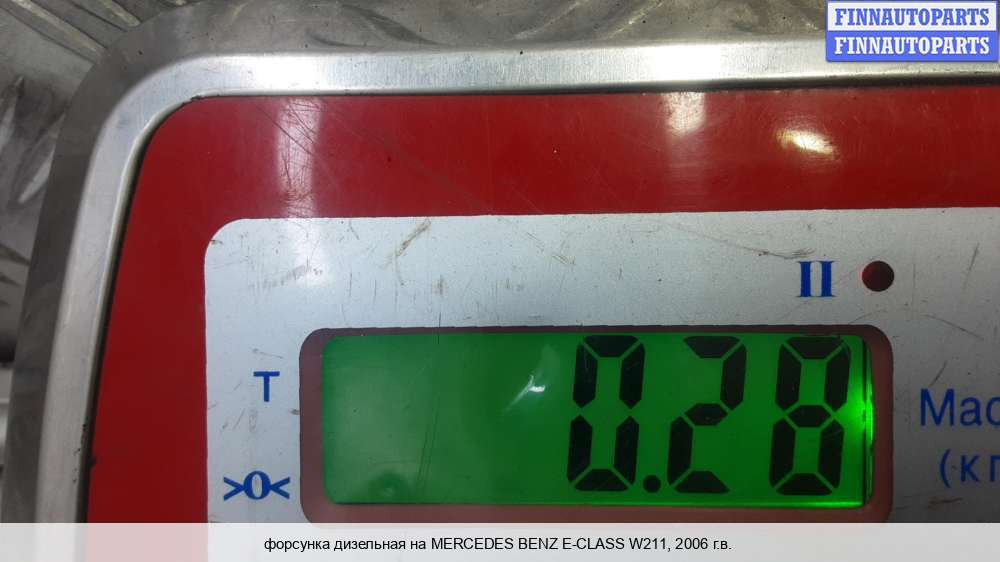 FINNAUTOPARTS
FINNAUTOPARTS
II
T
0.28
>0<
форсунка дизельная на MERCEDES BENZ E-CLASS W211, 2006 г.в.